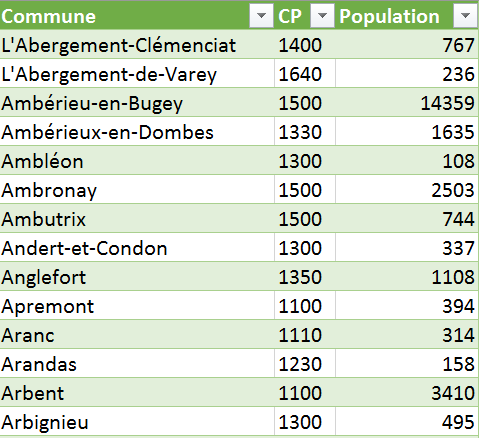 Commune CP Population
L'Abergement-Clémenciat 1400 767
L'Abergement-de-Varey 1640 236
Ambérieu-en-Bugey 1500 14359
Ambérieux-en-Dombes 1330 1635
Ambléon 1300 108
Ambronay 1500 2503
Ambutrix 1500 744
Andert-et-Condon 1300 337
Anglefort 1350 1108
Apremont 1100 394
Aranc 1110 314
Arandas 1230 158
Arbent 1100 3410
Arbignieu 1300 495